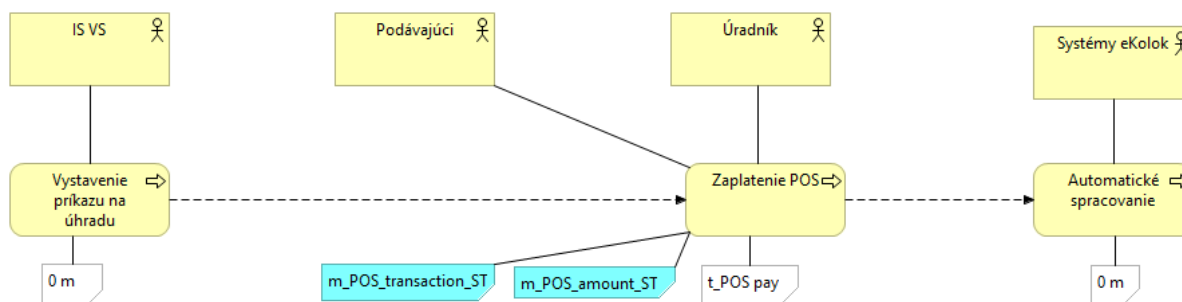 IS VS
Podávajúci
Úradník
Systémy eKolok
Vystavenie
príkazu na
úhradu
Zaplatenie POS
Automatické
spracovanie
0 m
m_POS_transaction_ST
m_POS_amount_ST
t_POS pay
0 m